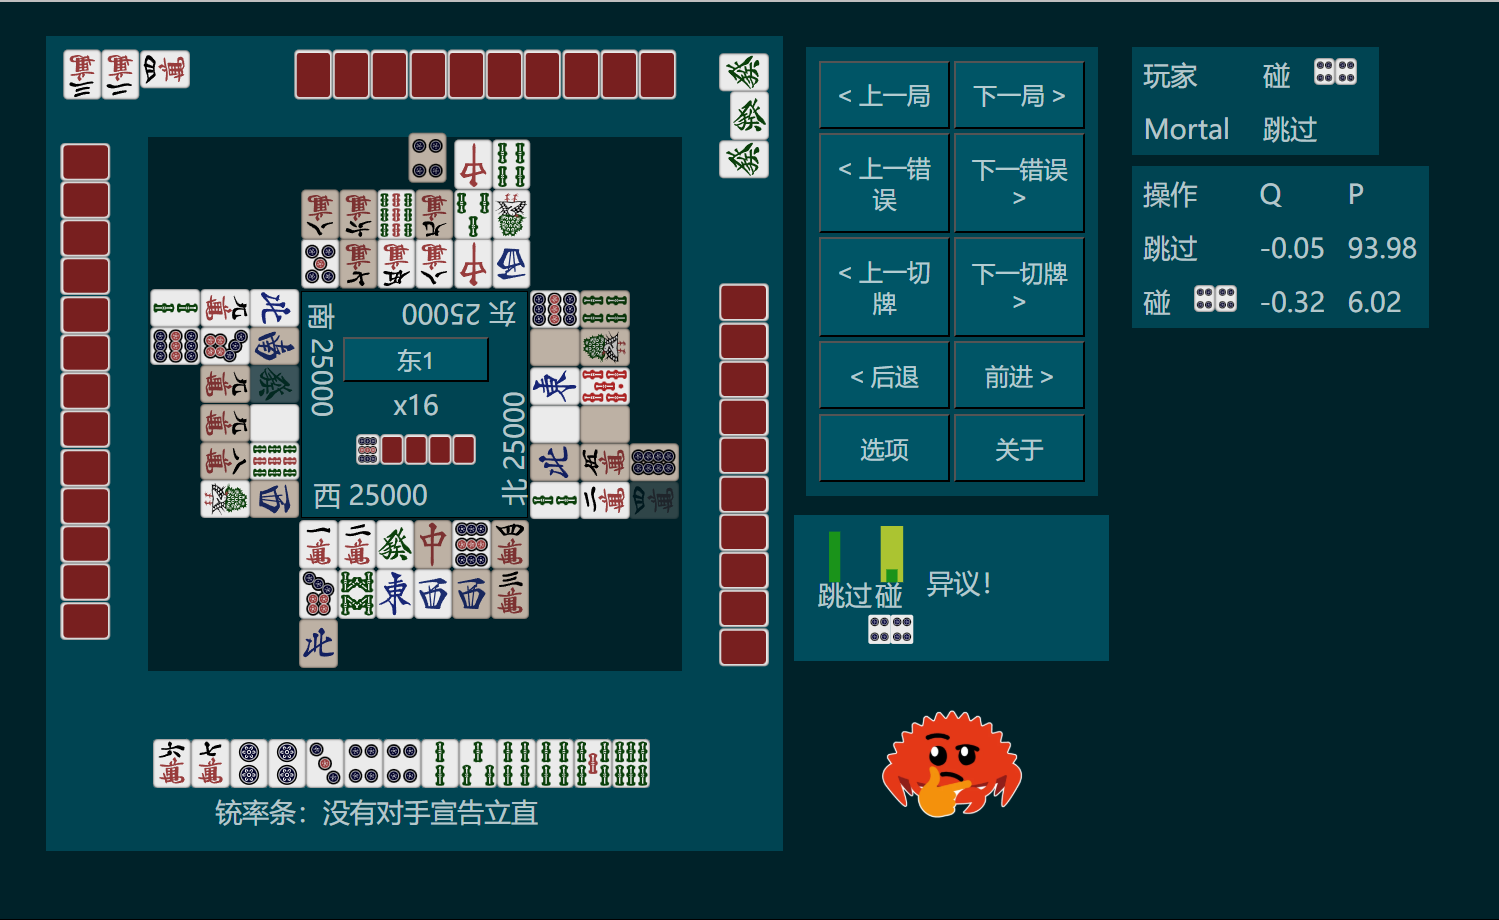 东 25000
南 25000
东1
x16
西 25000
北 25000
铳率条：没有对手宣告立直
< 上一局
下一局 >
< 上一错误
下一错误 >
< 上一切牌
下一切牌 >
< 后退
前进 >
选项
关于
玩家 碰
Mortal 跳过
操作 Q P
跳过 -0.05 93.98
碰 -0.32 6.02
跳过 碰 异议!